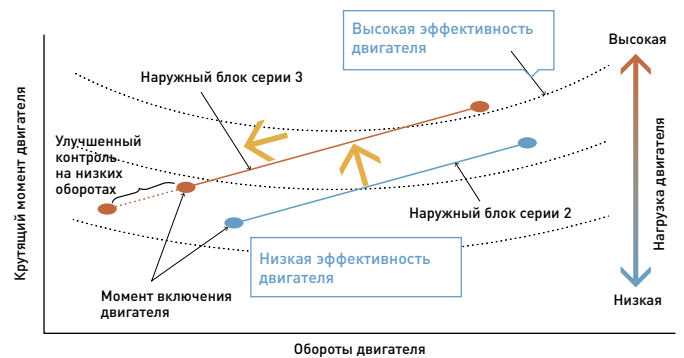 Высокая эффективность
двигателя
Высокая
Наружный блок серии 3
Крутящий момент двигателя
Улучшенный
контроль
на низких
оборотах
Нагрузка двигателя
Наружный блок серии 2
Низкая эффективность
двигателя
Момент включения
двигателя
Низкая
Обороты двигателя